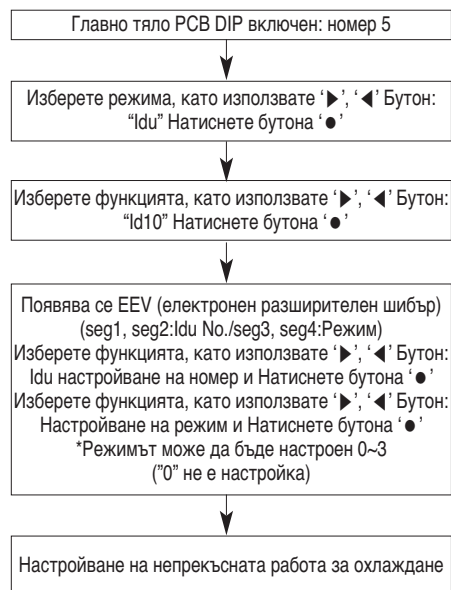 Главно тяло PCB DIP включен: номер 5
Изберете режима, като използвате ‘▶’, ‘◀’ Бутон:
“Idu” Натиснете бутона ‘●’
Изберете функцията, като използвате ‘▶’, ‘◀’ Бутон:
“Id10” Натиснете бутона ‘●’
Появява се EEV (електронен разширителен шибър)
(seg1, seg2:Idu No./seg3, seg4:Режим)
Изберете функцията, като използвате ‘▶’, ‘◀’ Бутон:
Idu настройване на номер и Натиснете бутона ‘●’
Изберете функцията, като използвате ‘▶’, ‘◀’ Бутон:
Настройване на режим и Натиснете бутона ‘●’
*Режимът може да бъде настроен 0~3
(”0” не е настройка)
Настройване на непрекъсната работа за охлаждане